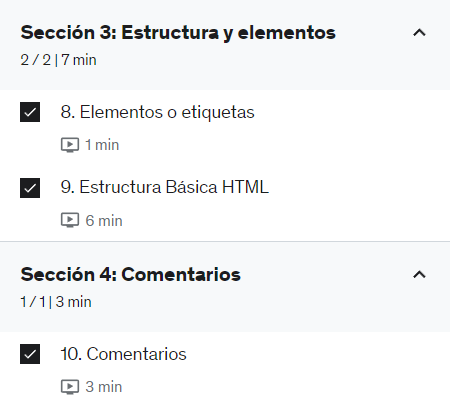 Sección 3: Estructura y elementos
2 / 2 | 7 min
8. Elementos o etiquetas
1 min
9. Estructura Básica HTML
6 min
Sección 4: Comentarios
1 / 1 | 3 min
10. Comentarios
3 min